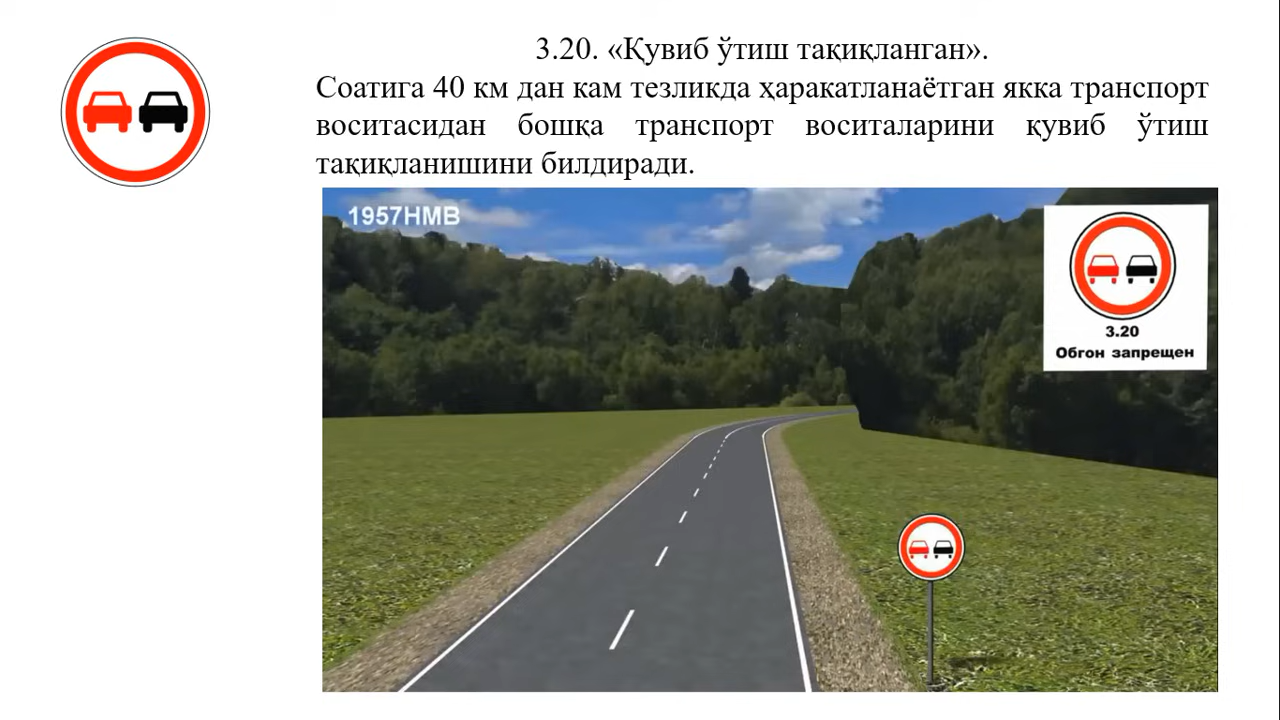 3.20. «Қувиб ўтиш тақиқланган».
Соатига 40 км дан кам тезликда ҳаракатланаётган якка транспорт
воситасидан бошқа транспорт воситаларини қувиб ўтиш
тақиқланишини билдиради.
1957HMB
3.20
Обгон запрещен